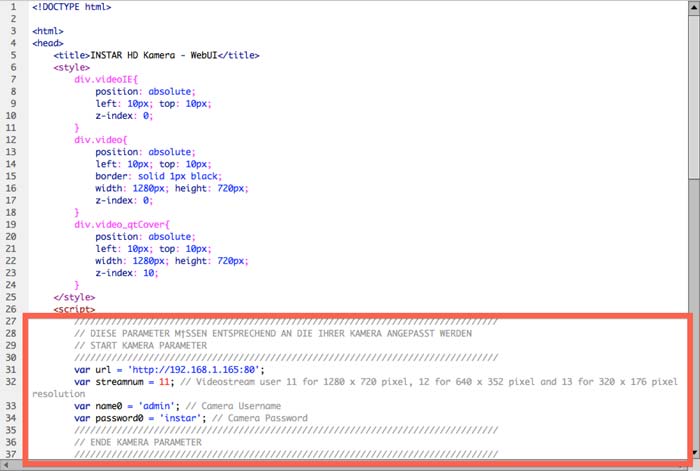 1 <!DOCTYPE html>
2
3 <html>
4 <head>
5 <title>INSTAR HD Kamera - WebUI</title>
6 <style>
7 div.videoIE{
8 position: absolute;
9 left: 10px; top: 10px;
10 z-index: 0;
11 }
12 div.video{
13 position: absolute;
14 left: 10px; top: 10px;
15 border: solid 1px black;
16 width: 1280px; height: 720px;
17 z-index: 0;
18 }
19 div.video_qtCover{
20 position: absolute;
21 left: 10px; top: 10px;
22 width: 1280px; height: 720px;
23 z-index: 10;
24 }
25 </style>
26 <script>
27 ////////////////////////////////////////////////////////////////////////////////
28 // DIESE PARAMETER M¡SSEN ENTSPRECHEND AN DIE IHRER KAMERA ANGEPASST WERDEN
29 // START KAMERA PARAMETER
30 ////////////////////////////////////////////////////////////////////////////////
31 var url = 'http://192.168.1.165:80';
32 var streamnum = 11; // Videostream user 11 for 1280 x 720 pixel, 12 for 640 x 352 pixel and 13 for 320 x 176 pixel
resolution
33 var name0 = 'admin'; // Camera Username
34 var password0 = 'instar'; // Camera Password
35 ////////////////////////////////////////////////////////////////////////////////
36 // ENDE KAMERA PARAMETER
37 ////////////////////////////////////////////////////////////////////////////////